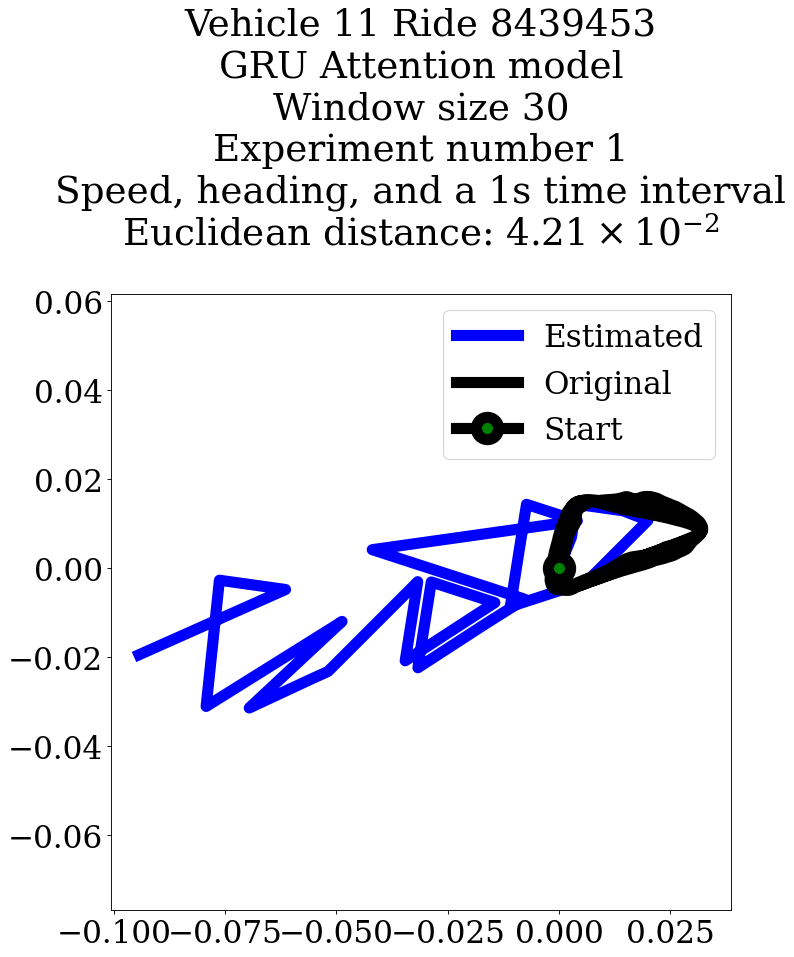 Vehicle 11 Ride 8439453
GRU Attention model
Window size 30
Experiment number 1
Speed, heading, and a 1s time interval
Euclidean distance: 4.21 × 10⁻²
0.06
Estimated
0.04
Original
Start
0.02
0.00
−0.02
−0.04
−0.06
−0.100 −0.075 −0.050 −0.025 0.000 0.025